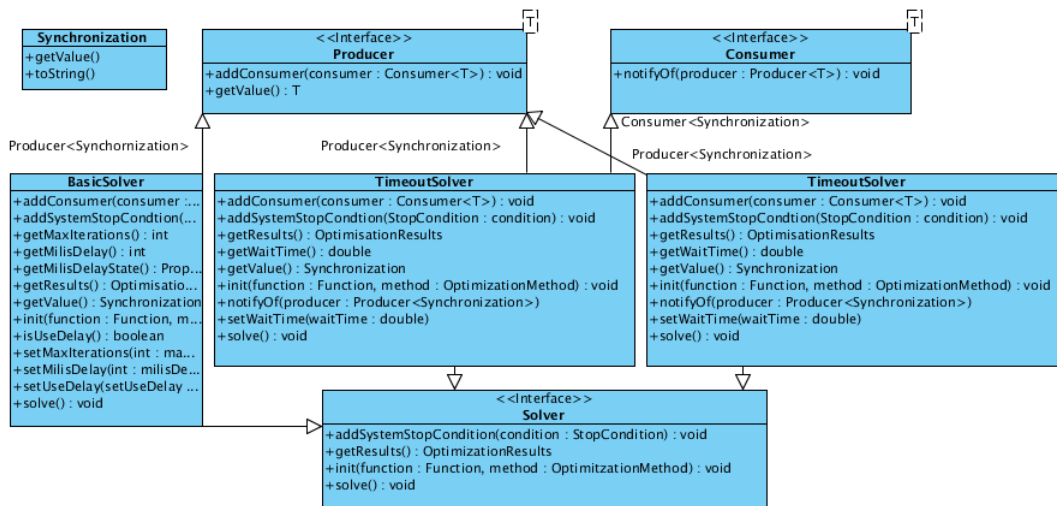 Synchronization
+getValue()
+toString()
T
<<Interface>>
Producer
+addConsumer(consumer : Consumer<T>) : void
+getValue() : T
T
<<Interface>>
Consumer
+notifyOf(producer : Producer<T>) : void
Producer<Synchornization>
Producer<Synchronization>
Consumer<Synchronization>
Producer<Synchronization>
BasicSolver
+addConsumer(consumer :...
+addSystemStopCondtion(...
+getMaxIterations() : int
+getMilisDelay() : int
+getMilisDelayState() : Prop...
+getResults() : Optimisatio...
+getValue() : Synchronization
+init(function : Function, m...
+isUseDelay() : boolean
+setMaxIterations(int : ma...
+setMilisDelay(int : milisDe...
+setUseDelay(setUseDelay ...
+solve() : void
TimeoutSolver
+addConsumer(consumer : Consumer<T>) : void
+addSystemStopCondtion(StopCondition : condition) : void
+getResults() : OptimisationResults
+getWaitTime() : double
+getValue() : Synchronization
+init(function : Function, method : OptimizationMethod) : void
+notifyOf(producer : Producer<Synchronization>)
+setWaitTime(waitTime : double)
+solve() : void
TimeoutSolver
+addConsumer(consumer : Consumer<T>) : void
+addSystemStopCondtion(StopCondition : condition) : void
+getResults() : OptimisationResults
+getWaitTime() : double
+getValue() : Synchronization
+init(function : Function, method : OptimizationMethod) : void
+notifyOf(producer : Producer<Synchronization>)
+setWaitTime(waitTime : double)
+solve() : void
<<Interface>>
Solver
+addSystemStopCondition(condition : StopCondition) : void
+getResults() : OptimizationResults
+init(function : Function, method : OptimitzationMethod) : void
+solve() : void